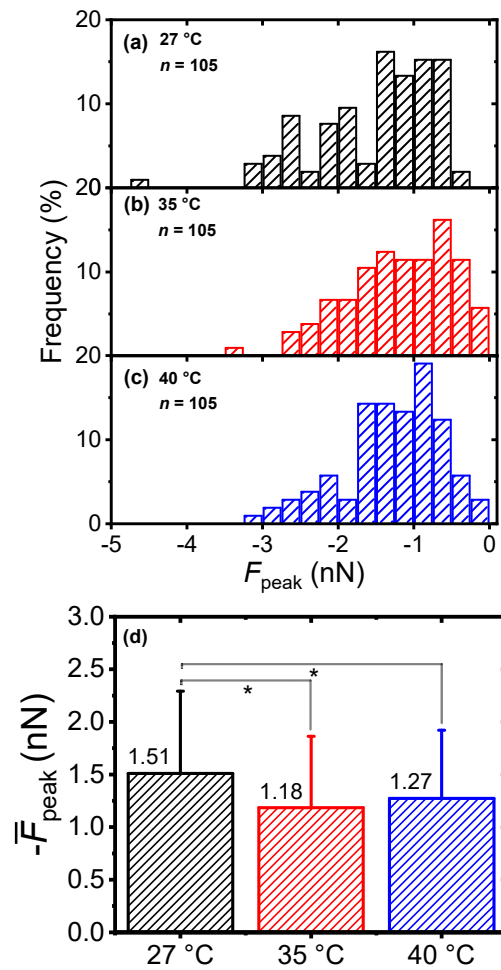 20
(a) 27 °C
n = 105
10
20
(b) 35 °C
n = 105
10
20
(c) 40 °C
n = 105
10
0
Frequency (%)
-5 -4 -3 -2 -1 0
F_peak (nN)
3.0
(d)
2.5
2.0
1.5
1.0
0.5
0.0
* *
1.51 1.18 1.27
-F̅_peak (nN)
27 °C 35 °C 40 °C